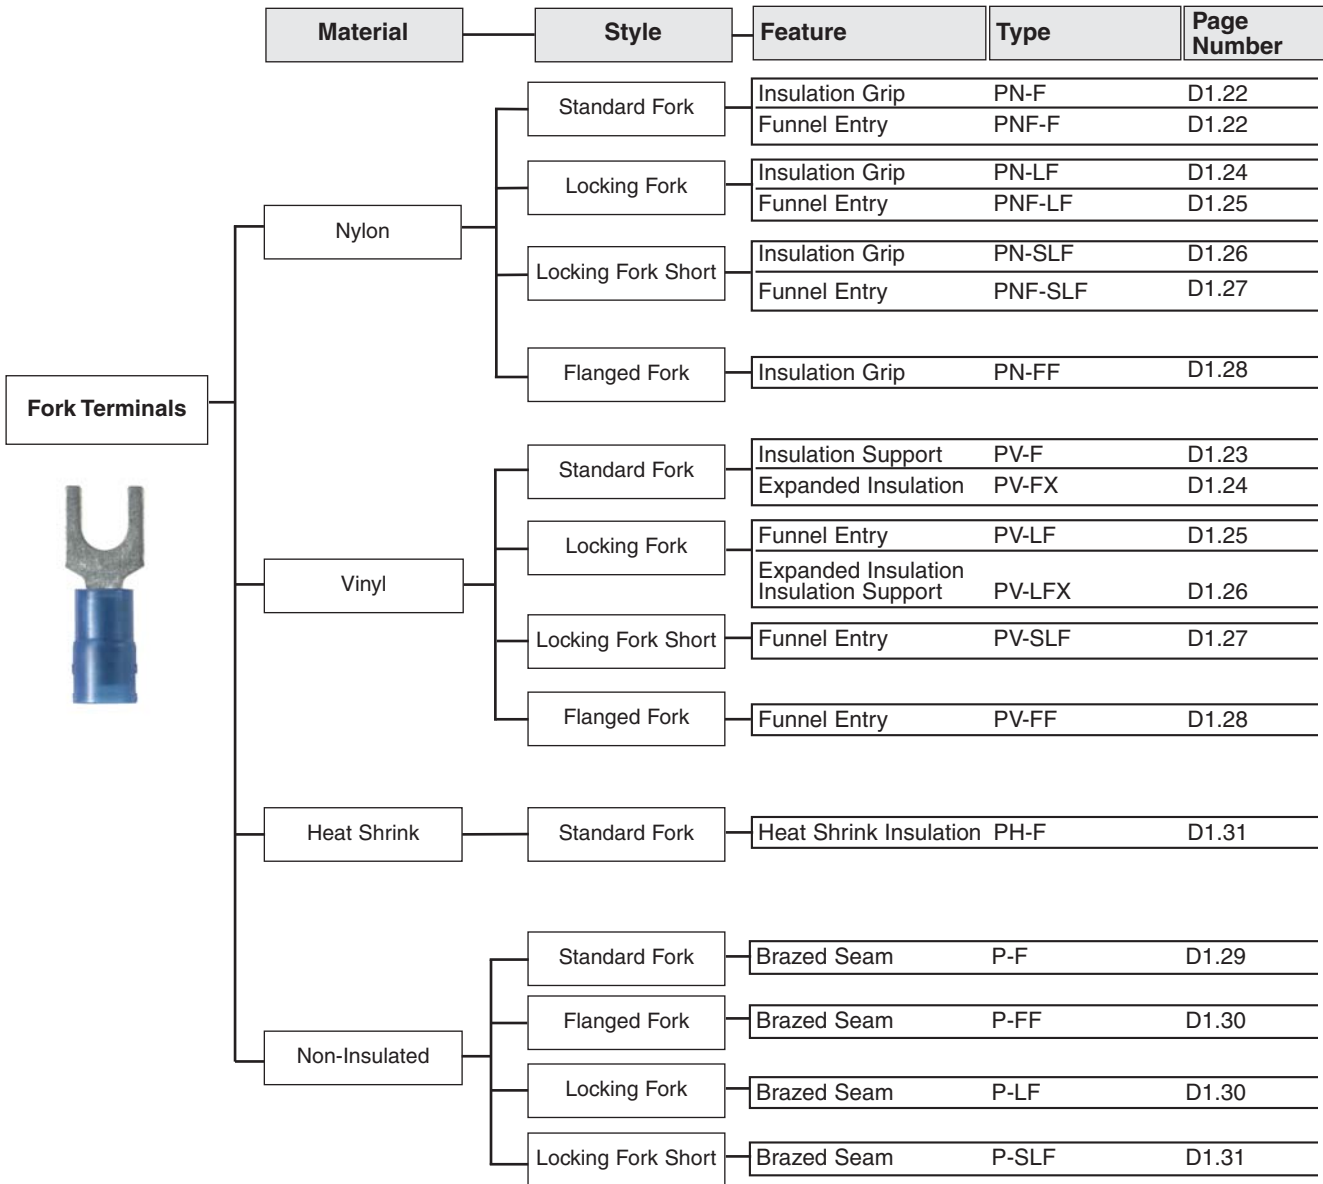 Material Style Feature Type Page Number
Fork Terminals
Nylon
Standard Fork
Insulation Grip PN-F D1.22
Funnel Entry PNF-F D1.22
Locking Fork
Insulation Grip PN-LF D1.24
Funnel Entry PNF-LF D1.25
Locking Fork Short
Insulation Grip PN-SLF D1.26
Funnel Entry PNF-SLF D1.27
Flanged Fork
Insulation Grip PN-FF D1.28
Vinyl
Standard Fork
Insulation Support PV-F D1.23
Expanded Insulation PV-FX D1.24
Locking Fork
Funnel Entry PV-LF D1.25
Expanded Insulation
Insulation Support PV-LFX D1.26
Locking Fork Short
Funnel Entry PV-SLF D1.27
Flanged Fork
Funnel Entry PV-FF D1.28
Heat Shrink
Standard Fork
Heat Shrink Insulation PH-F D1.31
Non-Insulated
Standard Fork
Brazed Seam P-F D1.29
Flanged Fork
Brazed Seam P-FF D1.30
Locking Fork
Brazed Seam P-LF D1.30
Locking Fork Short
Brazed Seam P-SLF D1.31